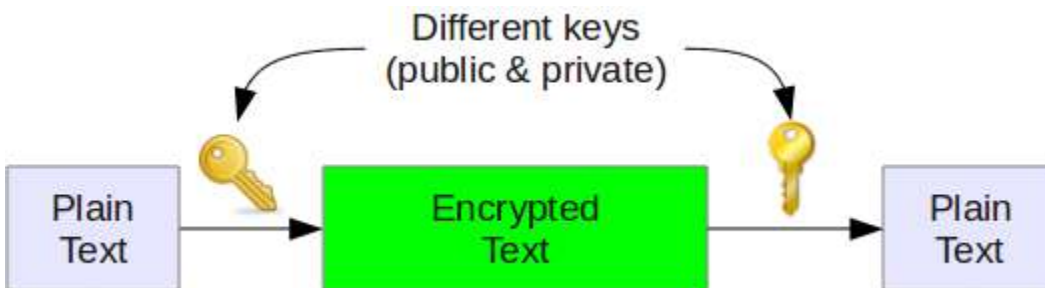 Different keys
(public & private)
Plain
Text
Encrypted
Text
Plain
Text